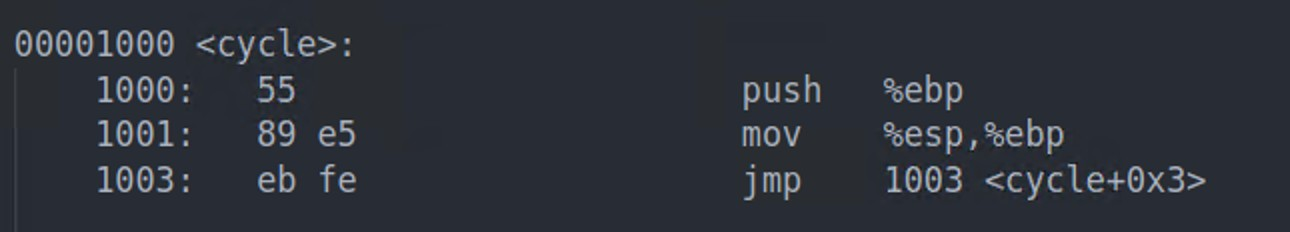 00001000 <cycle>:
1000: 55 push %ebp
1001: 89 e5 mov %esp,%ebp
1003: eb fe jmp 1003 <cycle+0x3>